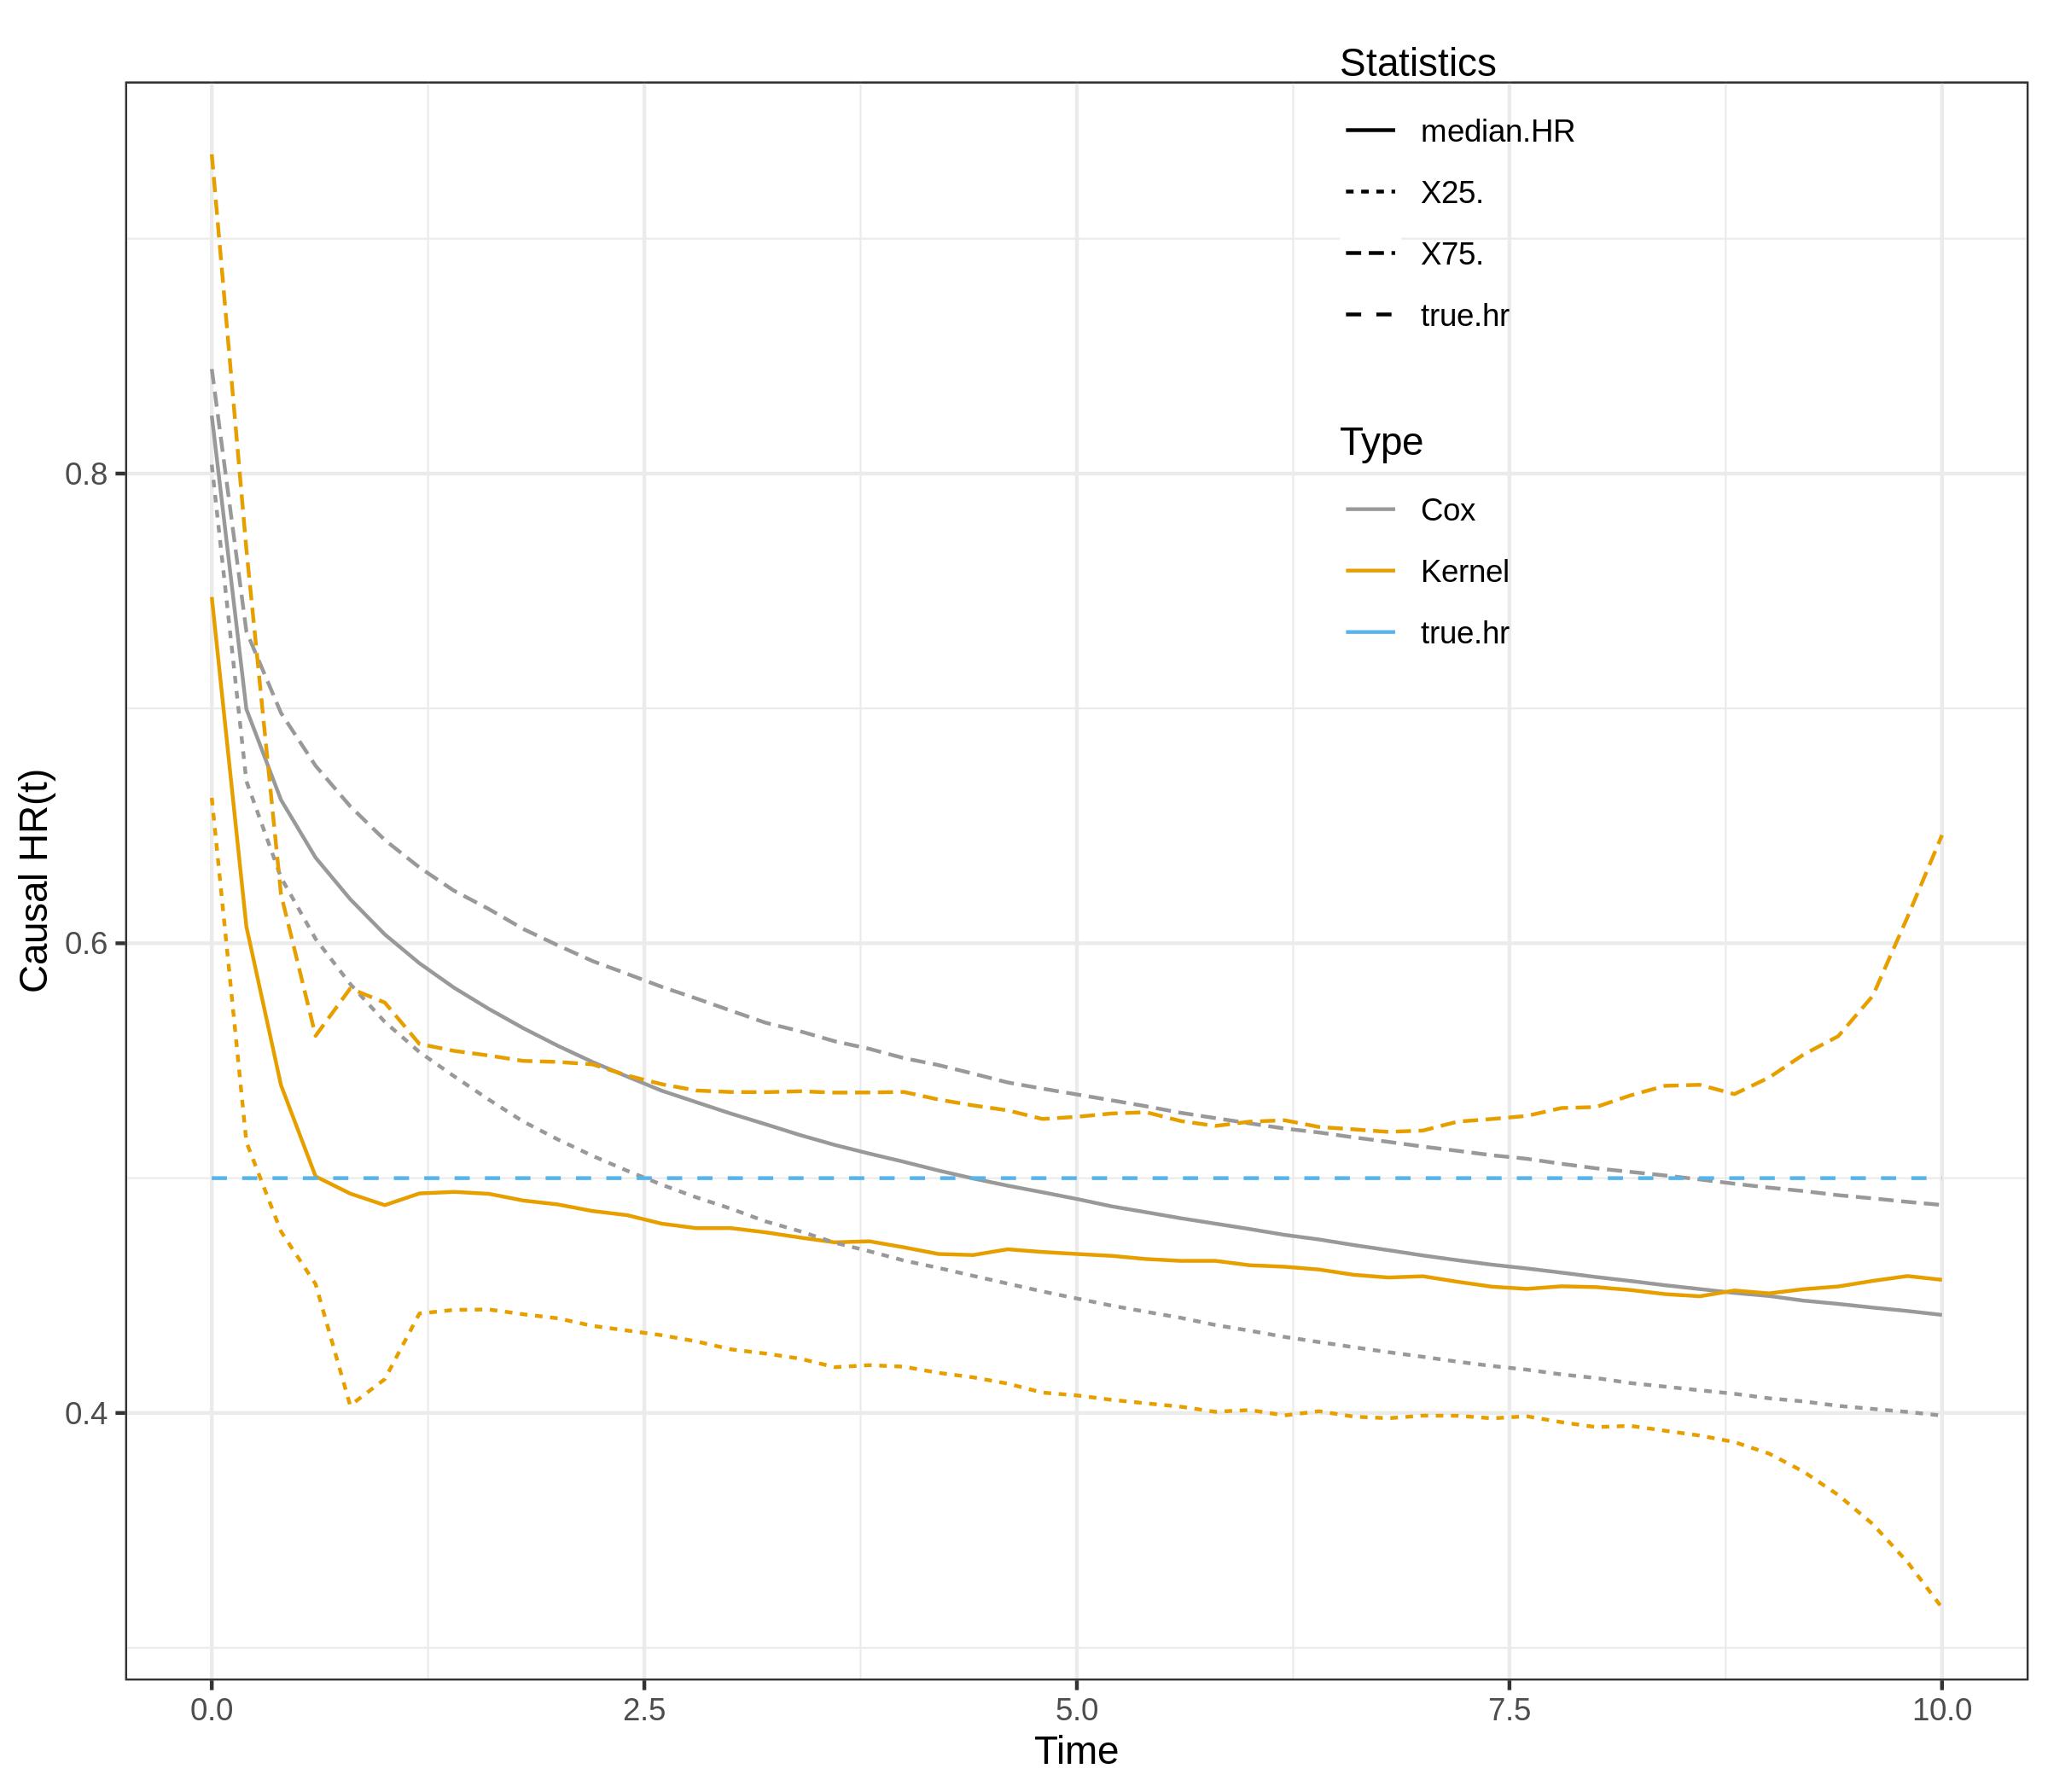 Statistics
median.HR
X25.
X75.
true.hr
Type
Cox
Kernel
true.hr
Causal HR(t)
0.8
0.6
0.4
0.0 2.5 5.0 7.5 10.0
Time